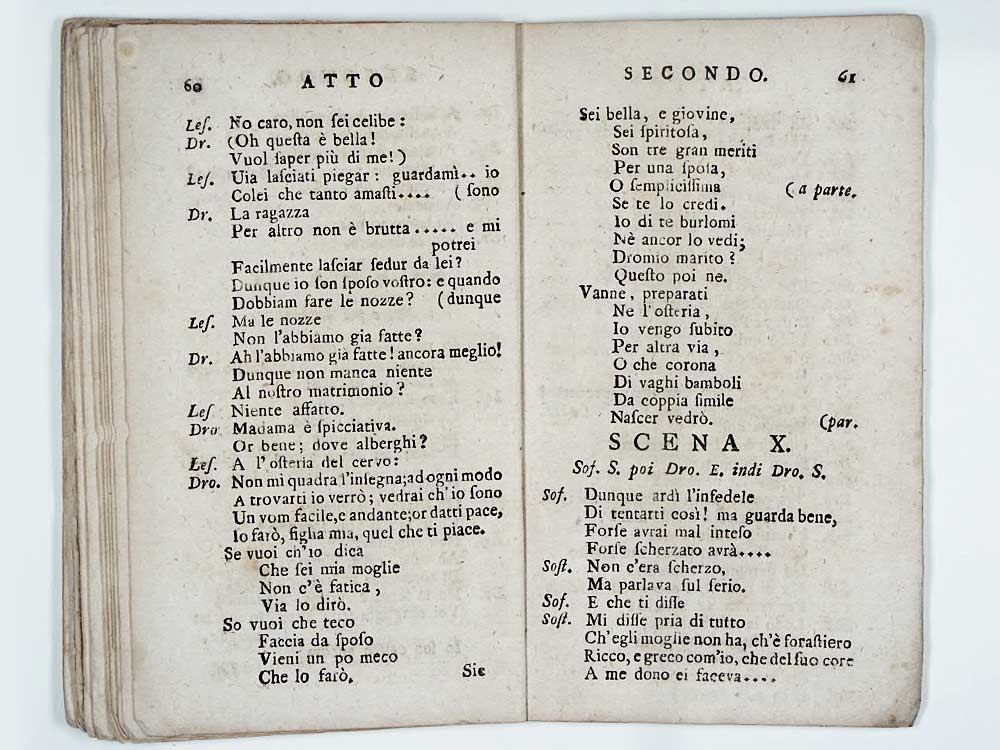 60 ATTO
Leſ. No caro, non ſei celibe:
Dr. (Oh queſta è bella!
Vuol ſaper più di me!)
Leſ. Uia laſciati piegar: guardamì.. io
Colei che tanto amaſti.... (ſono
Dr. La ragazza
Per altro non è brutta ..... e mi
potrei
Facilmente laſciar ſedur da lei?
Dunque io ſon ſpoſo voſtro: e quando
Dobbiam fare le nozze? (dunque
Leſ. Ma le nozze
Non l'abbiamo gia fatte?
Dr. Ah l'abbiamo già fatte! ancora meglio!
Dunque non manca niente
Al noſtro matrimonio?
Leſ Niente affatto.
Dro Madama è ſpicciativa.
Or bene; dove alberghi?
Leſ. A l'oſteria del cervo:
Dro. Non mi quadra l'inſegna;ad ogni modo
A trovarti io verrò; vedrai ch'io ſono
Un vom facile,e andante;or datti pace,
Io farò, figlia mia, quel che ti piace.
Se vuoi ch'io dica
Che ſei mia moglie
Non c'è fatica,
Via lo dirò.
So vuoi che teco
Faccia da ſpoſo
Vieni un po meco
Che lo farò.
Sie
SECONDO. 61
Sei bella, e giovine,
Sei ſpiritoſa,
Son tre gran meriti
Per una ſpoſa,
O ſempliciſſima (a parte.
Se te lo credi.
Io di te burlomi
Nè ancor lo vedi;
Dromio marito?
Queſto poi ne.
Vanne, preparati
Ne l'oſteria,
Io vengo ſubito
Per altra via,
O che corona
Di vaghi bamboli
Da coppia ſimile
Naſcer vedrò. (par.
SCENA X.
Soſ. S. poi Dro. E. indi Dro. S.
Soſ. Dunque ardì l'infedele
Di tentarti così! ma guarda bene,
Forſe avrai mal inteſo
Forſe ſcherzato avrà....
Soſt. Non c'era ſcherzo,
Ma parlava ſul ſerio.
Soſ. E che ti diſſe
Soſt. Mi diſſe pria di tutto
Ch'egli moglie non ha, ch'è foraſtiero
Ricco, e greco com'io, che del ſuo core
A me dono ei faceva....